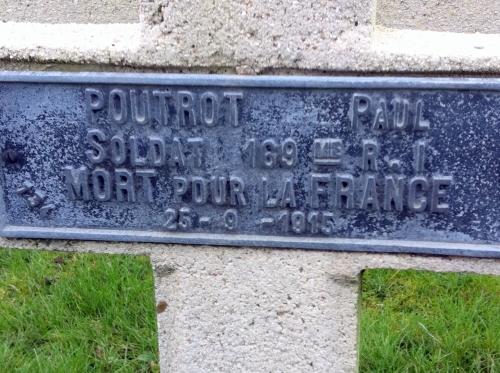 POUTROT PAUL
SOLDAT 169 ME R.I
MORT POUR LA FRANCE
25-9-1915